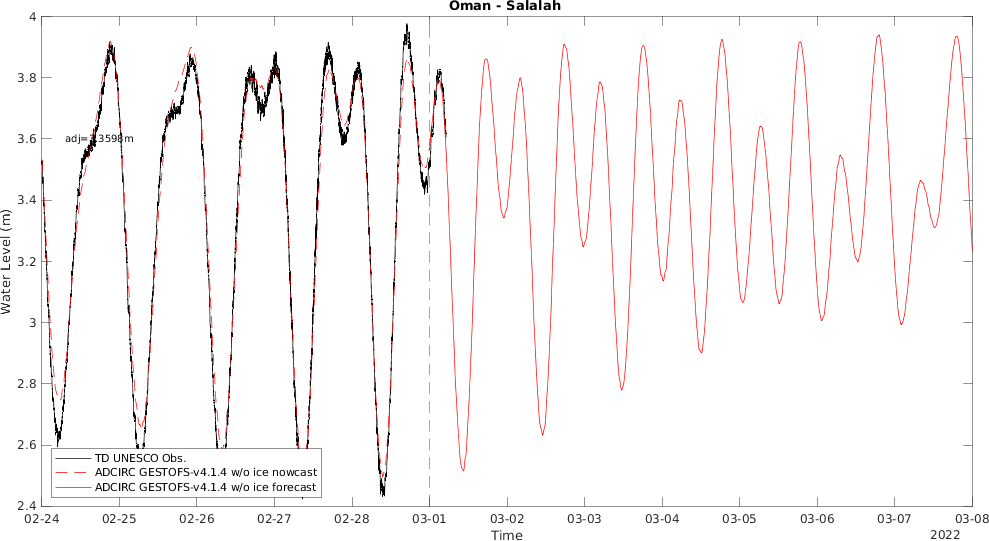 Oman - Salalah
4
3.8
3.6
3.4
3.2
3
2.8
2.6
2.4
Water Level (m)
adj=3.3598m
TD UNESCO Obs.
ADCIRC GESTOFS-v4.1.4 w/o ice nowcast
ADCIRC GESTOFS-v4.1.4 w/o ice forecast
02-24 02-25 02-26 02-27 02-28 03-01 03-02 03-03 03-04 03-05 03-06 03-07 03-08
Time
2022